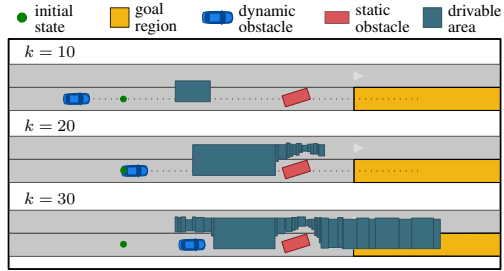 initial state
goal region
dynamic obstacle
static obstacle
drivable area
k = 10
k = 20
k = 30